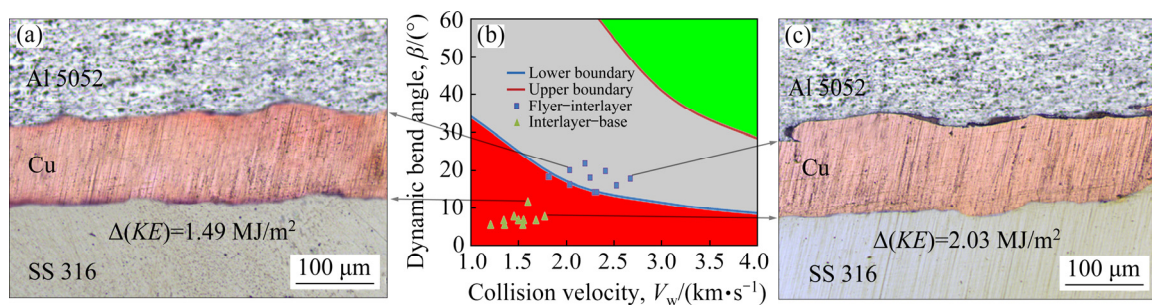 (a)
Al 5052
Cu
Δ(KE)=1.49 MJ/m²
SS 316
100 μm
Dynamic bend angle, β/(°)
60
50
40
30
20
10
0
(b)
Lower boundary
Upper boundary
Flyer–interlayer
Interlayer–base
1.0 1.5 2.0 2.5 3.0 3.5 4.0
Collision velocity, V_w/(km•s⁻¹)
(c)
Al 5052
Cu
Δ(KE)=2.03 MJ/m²
SS 316
100 μm